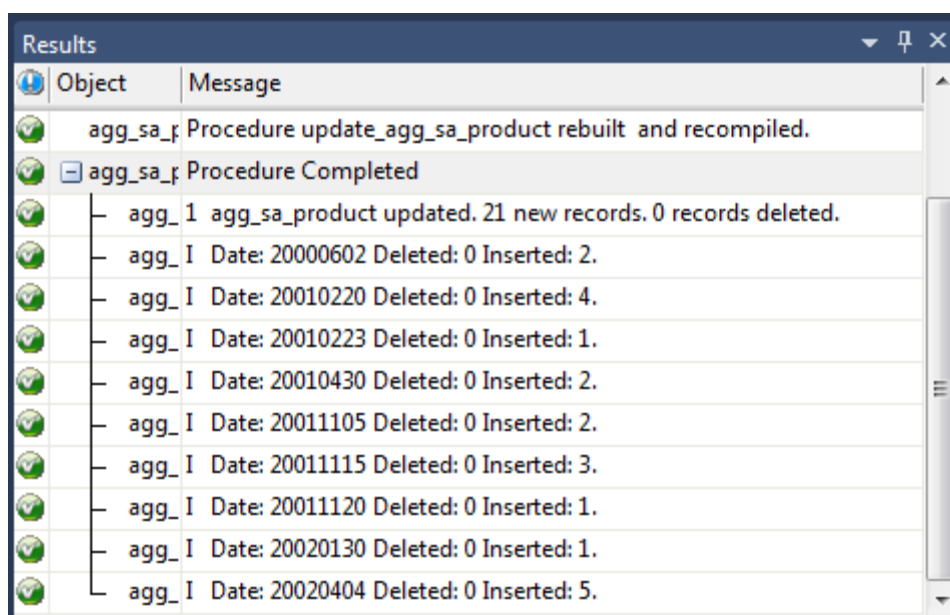 Results
Object Message
agg_sa_p Procedure update_agg_sa_product rebuilt  and recompiled.
agg_sa_p Procedure Completed
agg_ 1  agg_sa_product updated. 21 new records. 0 records deleted.
agg_ I  Date: 20000602 Deleted: 0 Inserted: 2.
agg_ I  Date: 20010220 Deleted: 0 Inserted: 4.
agg_ I  Date: 20010223 Deleted: 0 Inserted: 1.
agg_ I  Date: 20010430 Deleted: 0 Inserted: 2.
agg_ I  Date: 20011105 Deleted: 0 Inserted: 2.
agg_ I  Date: 20011115 Deleted: 0 Inserted: 3.
agg_ I  Date: 20011120 Deleted: 0 Inserted: 1.
agg_ I  Date: 20020130 Deleted: 0 Inserted: 1.
agg_ I  Date: 20020404 Deleted: 0 Inserted: 5.